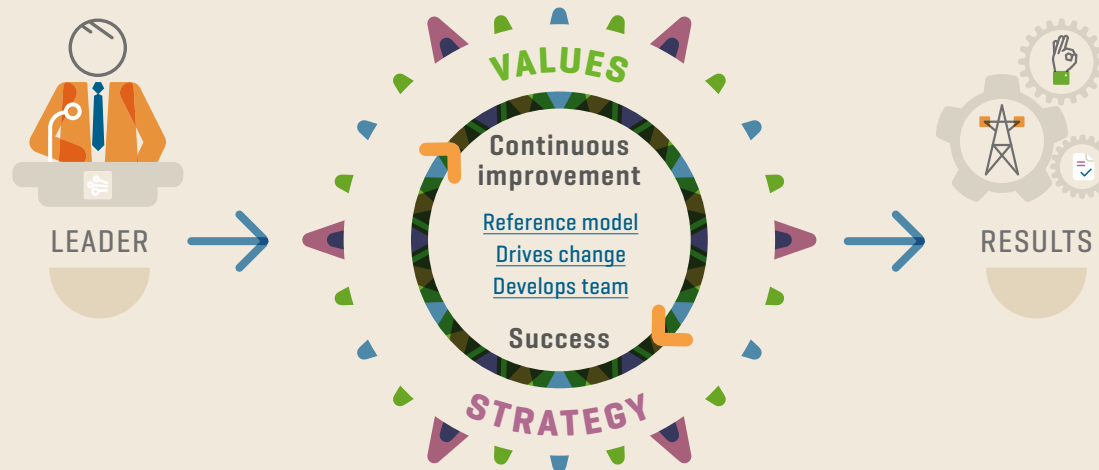 VALUES
Continuous
improvement
Reference model
Drives change
Develops team
Success
STRATEGY
LEADER
RESULTS